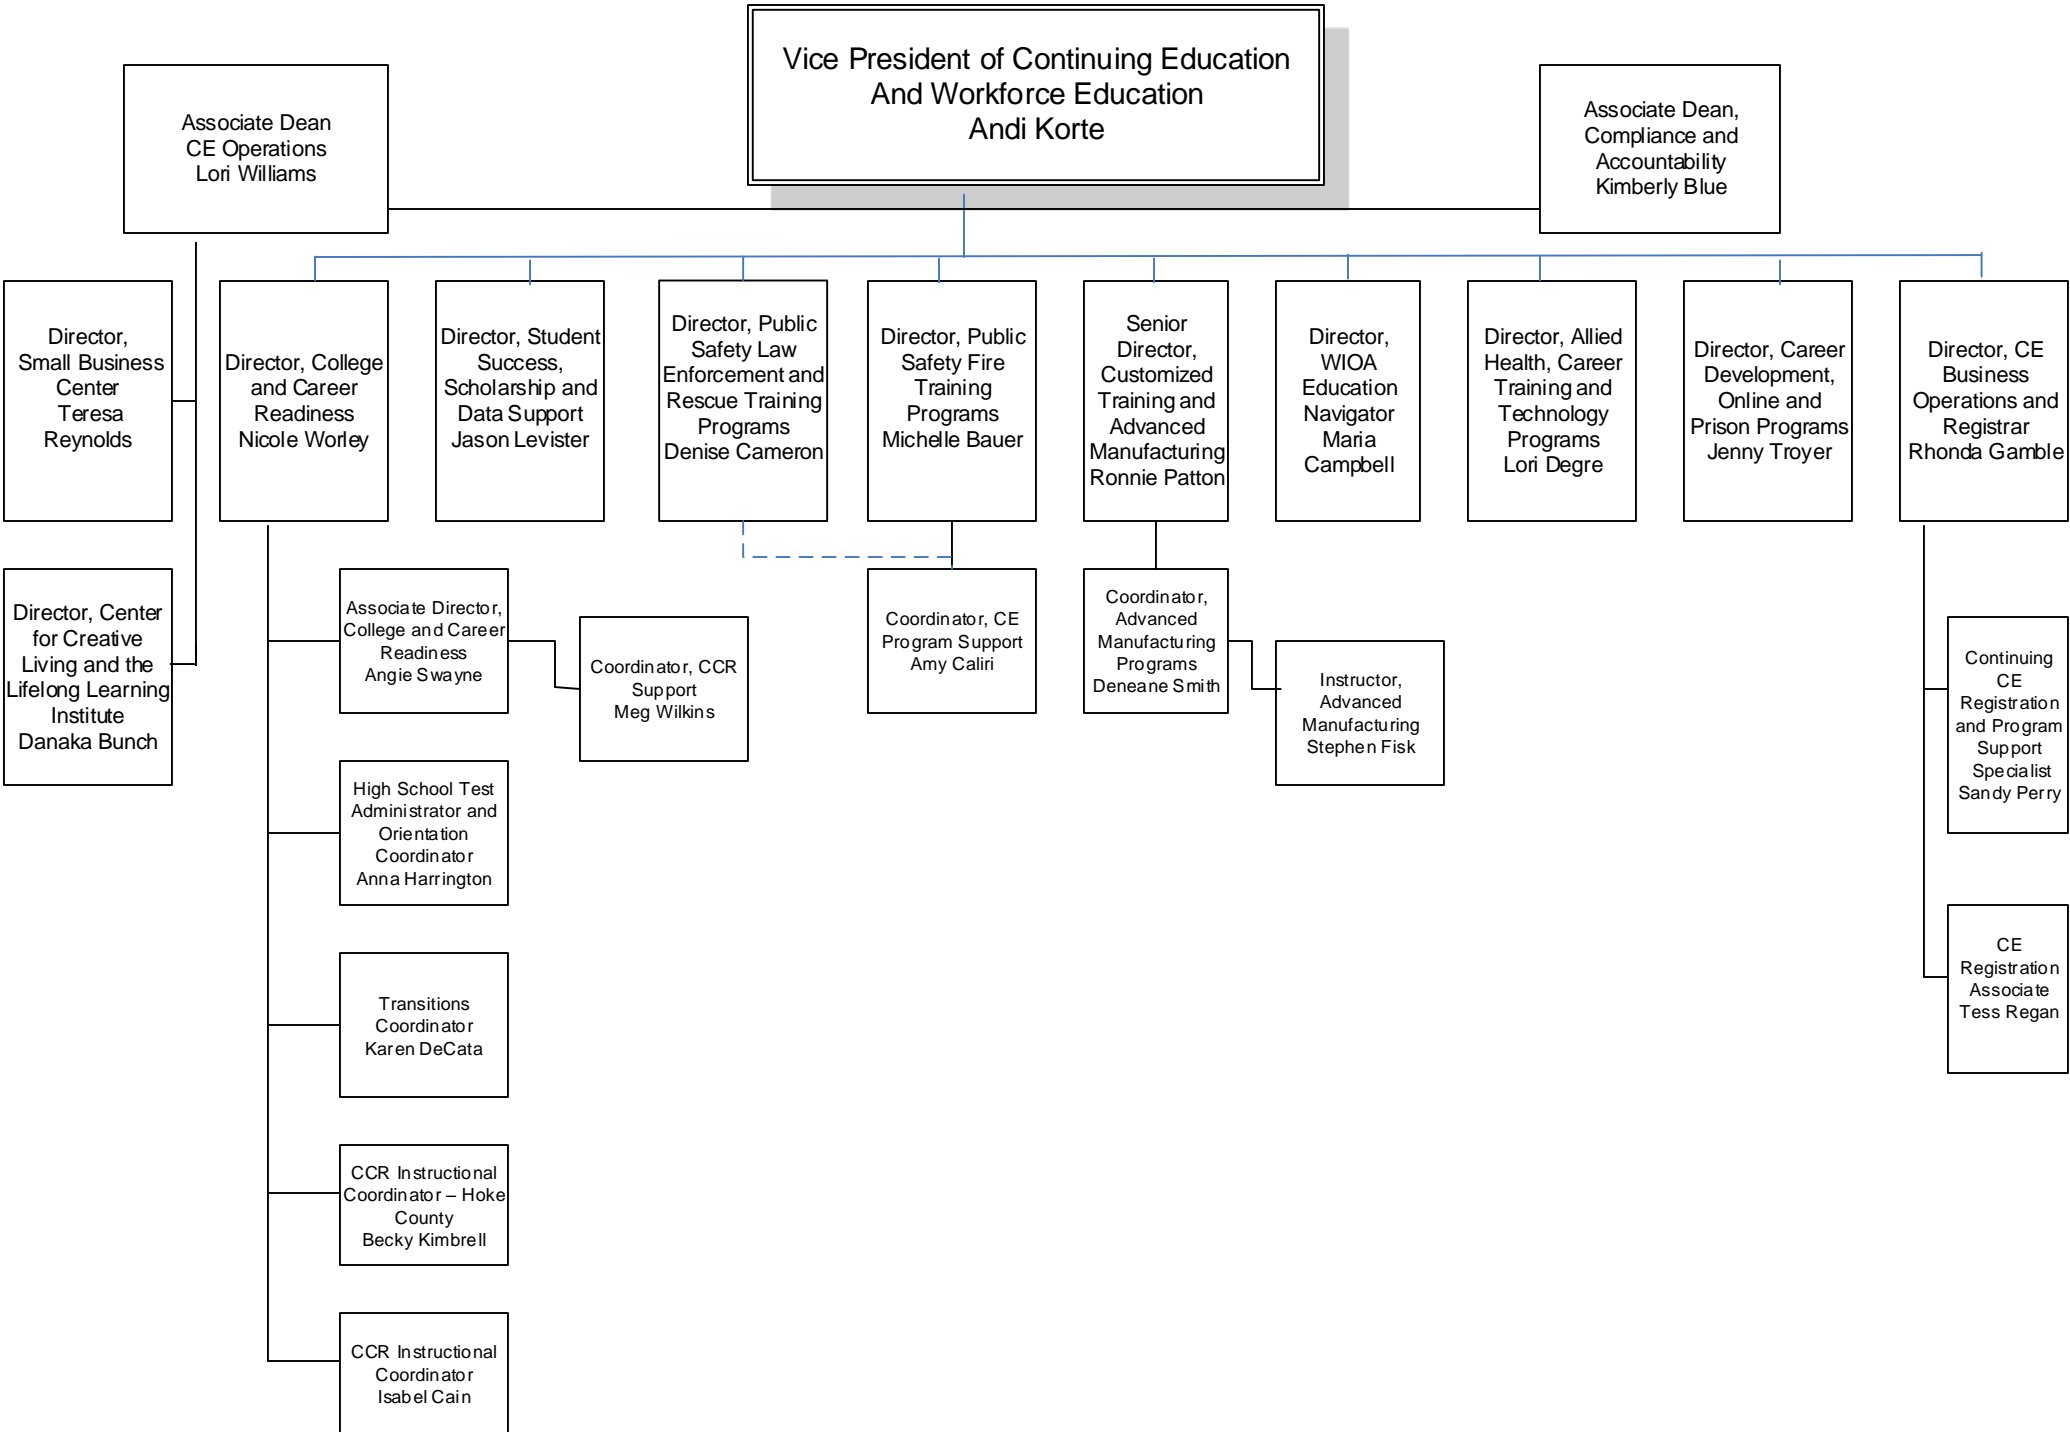 Vice President of Continuing Education
And Workforce Education
Andi Korte
Associate Dean
CE Operations
Lori Williams
Associate Dean,
Compliance and
Accountability
Kimberly Blue
Director,
Small Business
Center
Teresa
Reynolds
Director, College
and Career
Readiness
Nicole Worley
Director, Student
Success,
Scholarship and
Data Support
Jason Levister
Director, Public
Safety Law
Enforcement and
Rescue Training
Programs
Denise Cameron
Director, Public
Safety Fire
Training
Programs
Michelle Bauer
Senior
Director,
Customized
Training and
Advanced
Manufacturing
Ronnie Patton
Director,
WIOA
Education
Navigator
Maria
Campbell
Director, Allied
Health, Career
Training and
Technology
Programs
Lori Degre
Director, Career
Development,
Online and
Prison Programs
Jenny Troyer
Director, CE
Business
Operations and
Registrar
Rhonda Gamble
Director, Center
for Creative
Living and the
Lifelong Learning
Institute
Danaka Bunch
Associate Director,
College and Career
Readiness
Angie Swayne
Coordinator, CCR
Support
Meg Wilkins
Coordinator, CE
Program Support
Amy Caliri
Coordinator,
Advanced
Manufacturing
Programs
Deneane Smith
Instructor,
Advanced
Manufacturing
Stephen Fisk
Continuing
CE
Registration
and Program
Support
Specialist
Sandy Perry
High School Test
Administrator and
Orientation
Coordinator
Anna Harrington
CE
Registration
Associate
Tess Regan
Transitions
Coordinator
Karen DeCata
CCR Instructional
Coordinator – Hoke
County
Becky Kimbrell
CCR Instructional
Coordinator
Isabel Cain